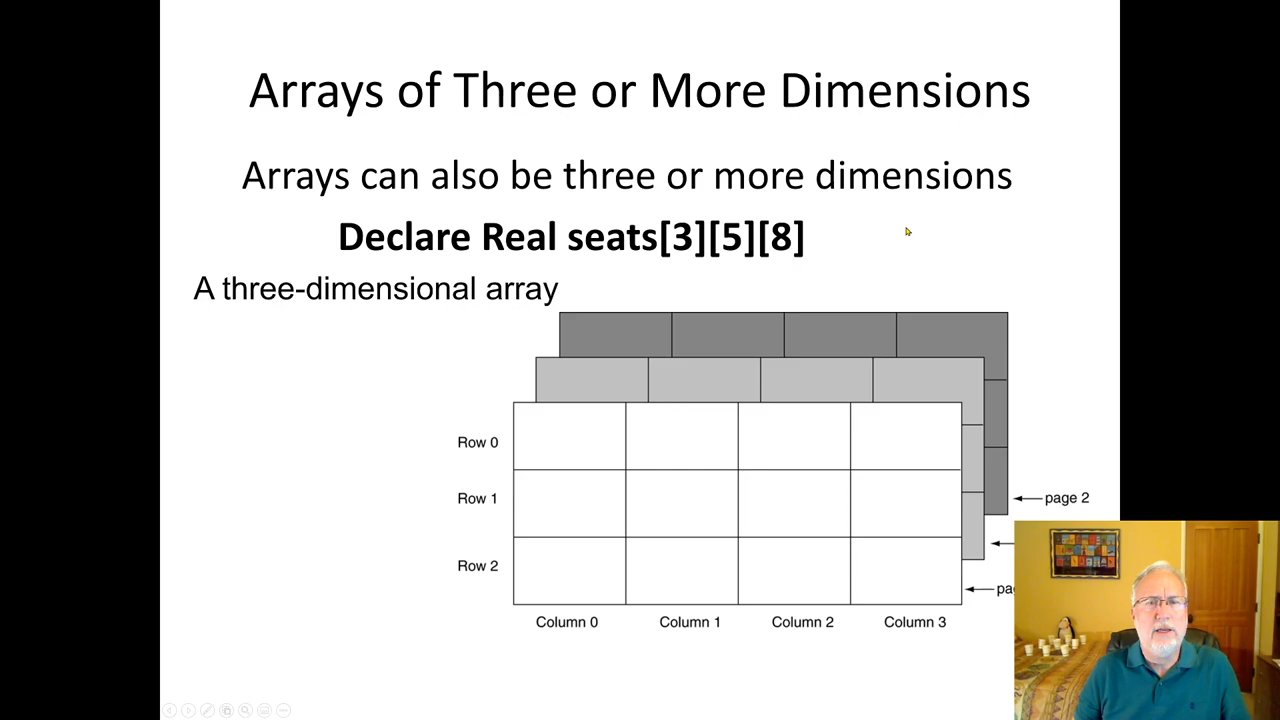 Arrays of Three or More Dimensions
Arrays can also be three or more dimensions
Declare Real seats[3][5][8]
A three-dimensional array
Row 0
Row 1
page 2
Row 2
Column 0 Column 1 Column 2 Column 3